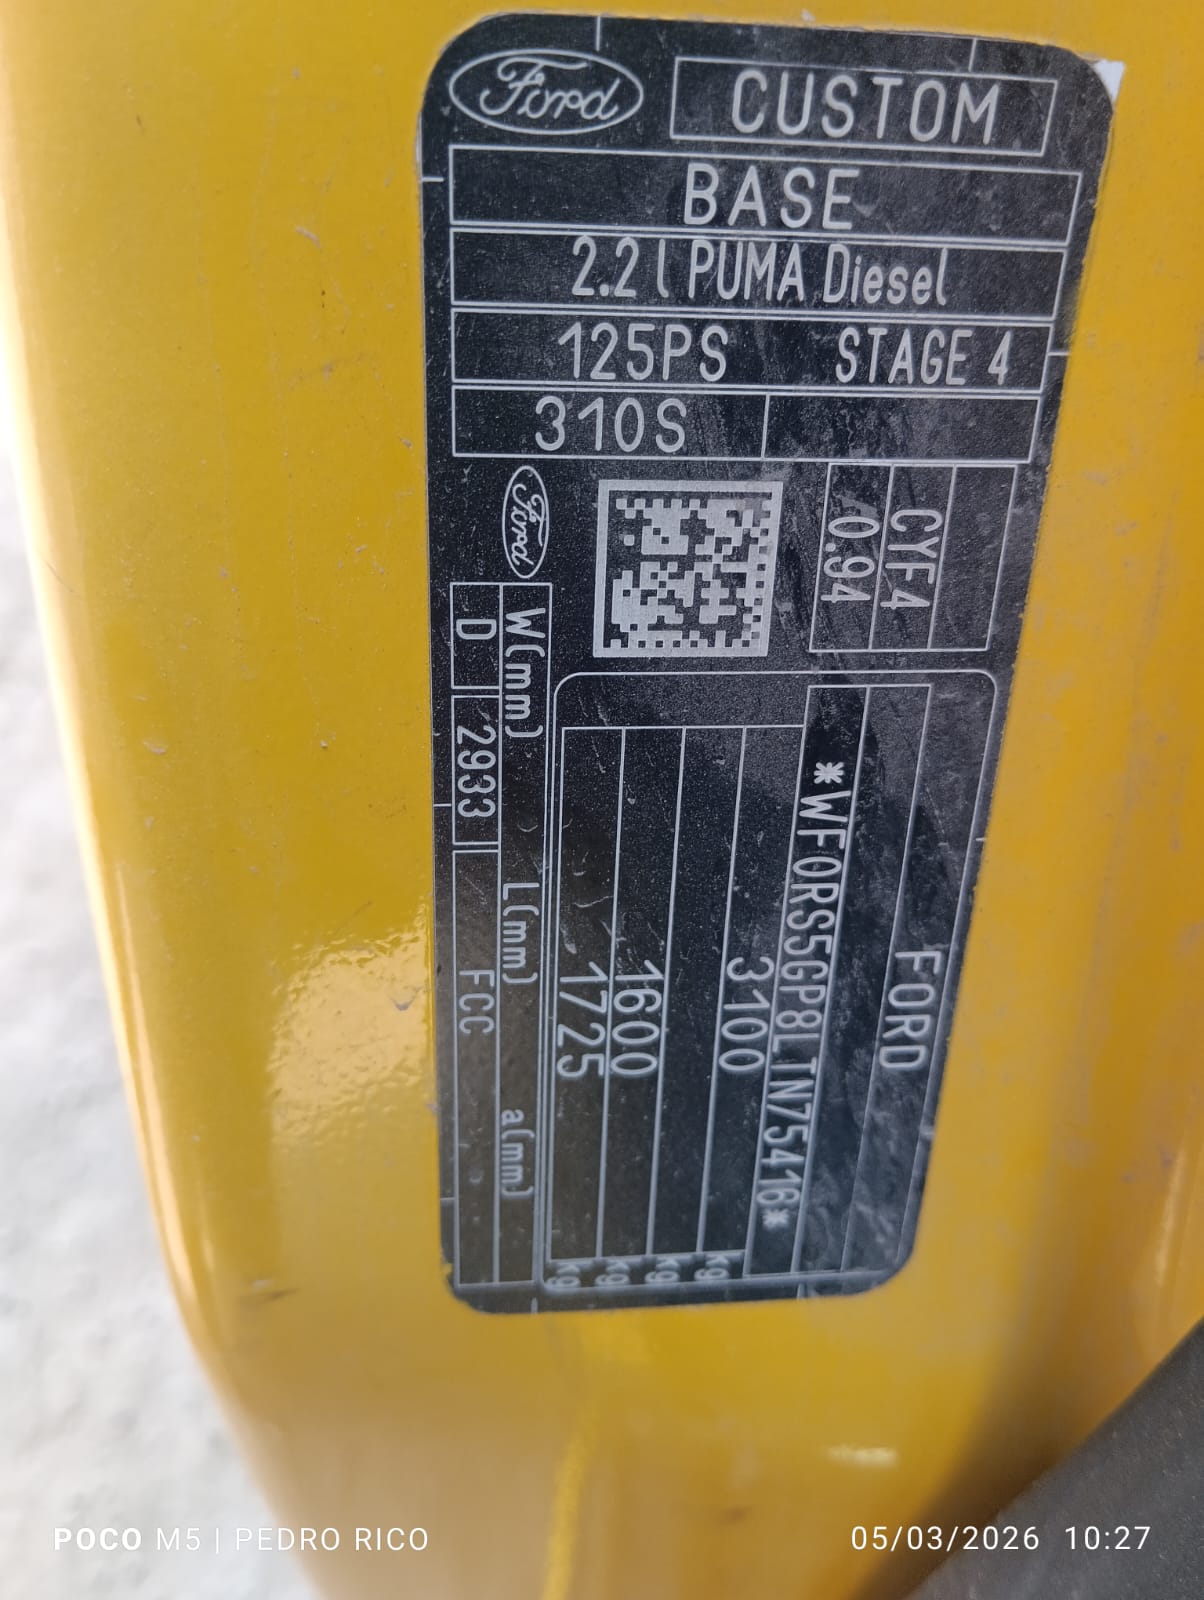 Ford CUSTOM
BASE
2.2 l PUMA Diesel
125PS STAGE 4
310S
CYF4
0.94
Ford
FORD
*WF0RS5GP8LTN75416*
3100 kg
kg
1600 kg
1725 kg
W(mm) L(mm) a(mm)
D 2933 FCC
POCO M5 | PEDRO RICO
05/03/2026 10:27